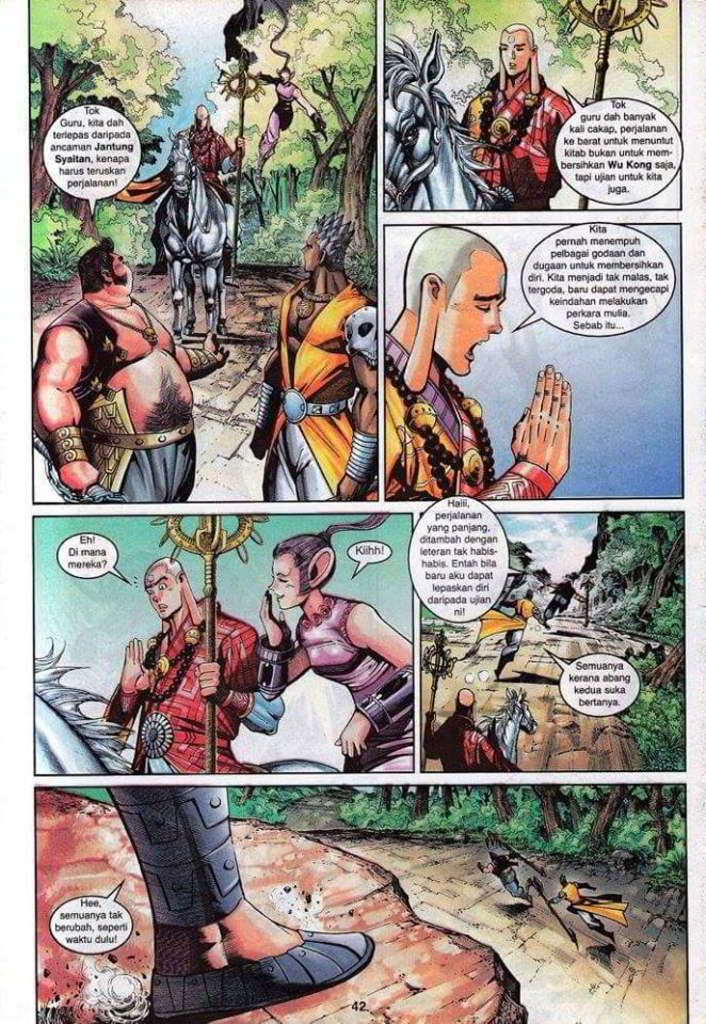 Tok
Guru, kita dah
terlepas daripada
ancaman Jantung
Syaitan, kenapa
harus teruskan
perjalanan!
Tok
guru dah banyak
kali cakap, perjalanan
ke barat untuk menuntut
kitab bukan untuk mem-
bersihkan Wu Kong saja,
tapi ujian untuk kita
juga.
Kita
pernah menempuh
pelbagai godaan dan
dugaan untuk membersihkan
diri. Kita menjadi tak malas, tak
tergoda, baru dapat mengecapi
keindahan melakukan
perkara mulia.
Sebab itu...
Eh!
Di mana
mereka?
Kiihh!
Haiii,
perjalanan
yang panjang,
ditambah dengan
leteran tak habis-
habis. Entah bila
baru aku dapat
lepaskan diri
daripada ujian
ni!
Semuanya
kerana abang
kedua suka
bertanya.
Hee,
semuanya tak
berubah, seperti
waktu dulu!
42